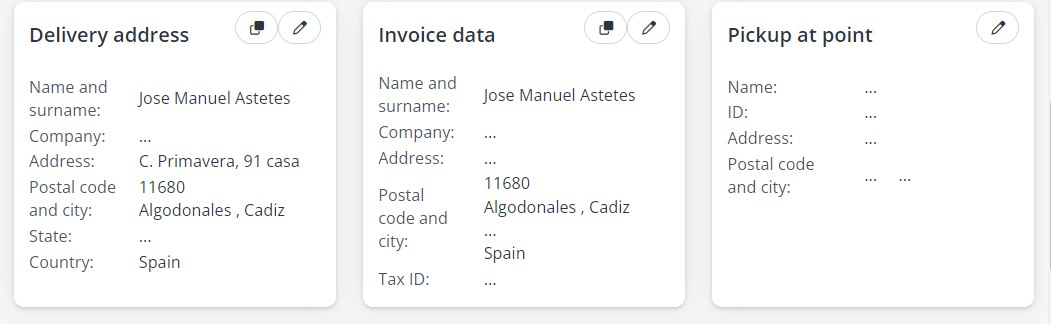 Delivery address
Name and
surname:
Jose Manuel Astetes
Company:
...
Address:
C. Primavera, 91 casa
Postal code
and city:
11680
Algodonales , Cadiz
State:
...
Country:
Spain
Invoice data
Name and
surname:
Jose Manuel Astetes
Company:
...
Address:
...
Postal
code and
city:
11680
Algodonales , Cadiz
...
Spain
Tax ID:
...
Pickup at point
Name:
...
ID:
...
Address:
...
Postal code
and city:
... ...